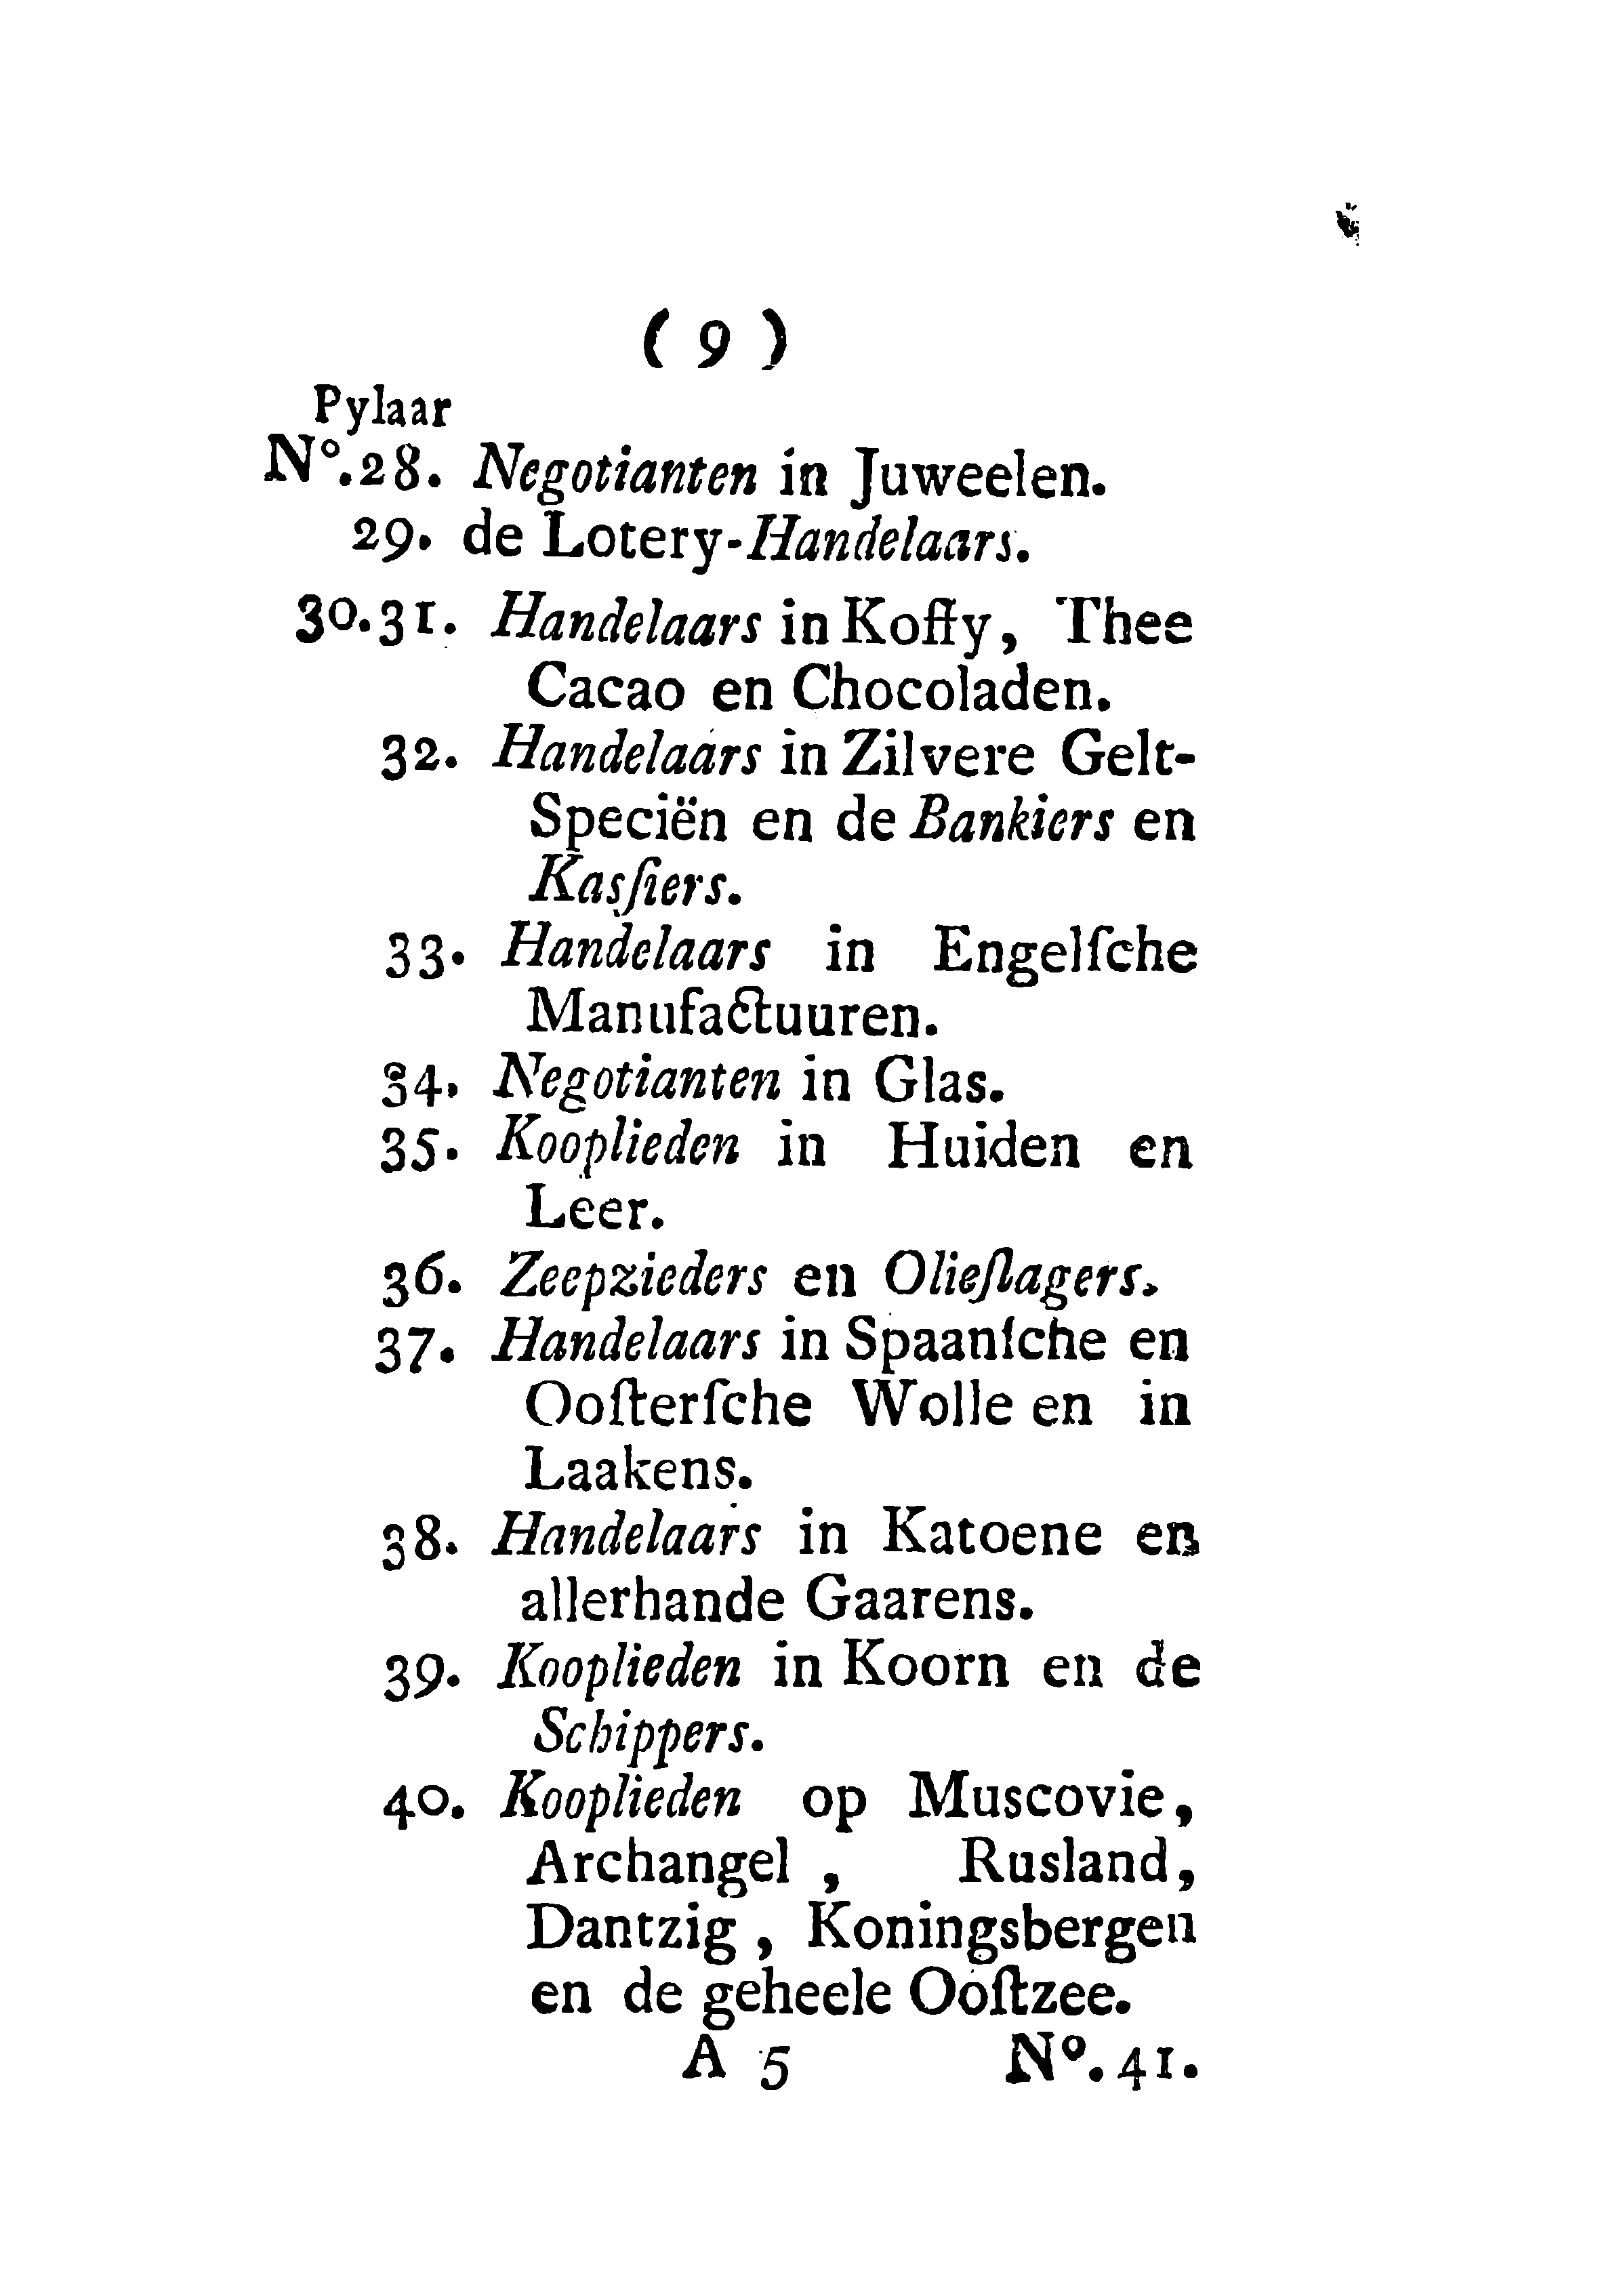 ( 9 )
Pylaar
Nº. 28. Negotianten in Juweelen.
29. de Lotery-Handelaars.
30. 31. Handelaars in Koffy, Thee
Cacao en Chocoladen.
32. Handelaars in Zilvere Gelt-
Speciën en de Bankiers en
Kasſiers.
33. Handelaars in Engelſche
Manufactuuren.
34. Negotianten in Glas.
35. Kooplieden in Huiden en
Leer.
36. Zeepzieders en Olieſlagers.
37. Handelaars in Spaanſche en
Ooſterſche Wolle en in
Laakens.
38. Handelaars in Katoene en
allerhande Gaarens.
39. Kooplieden in Koorn en de
Schippers.
40. Kooplieden op Muscovie,
Archangel, Rusland,
Dantzig, Koningsbergen
en de geheele Ooſtzee.
A 5 Nº. 41.